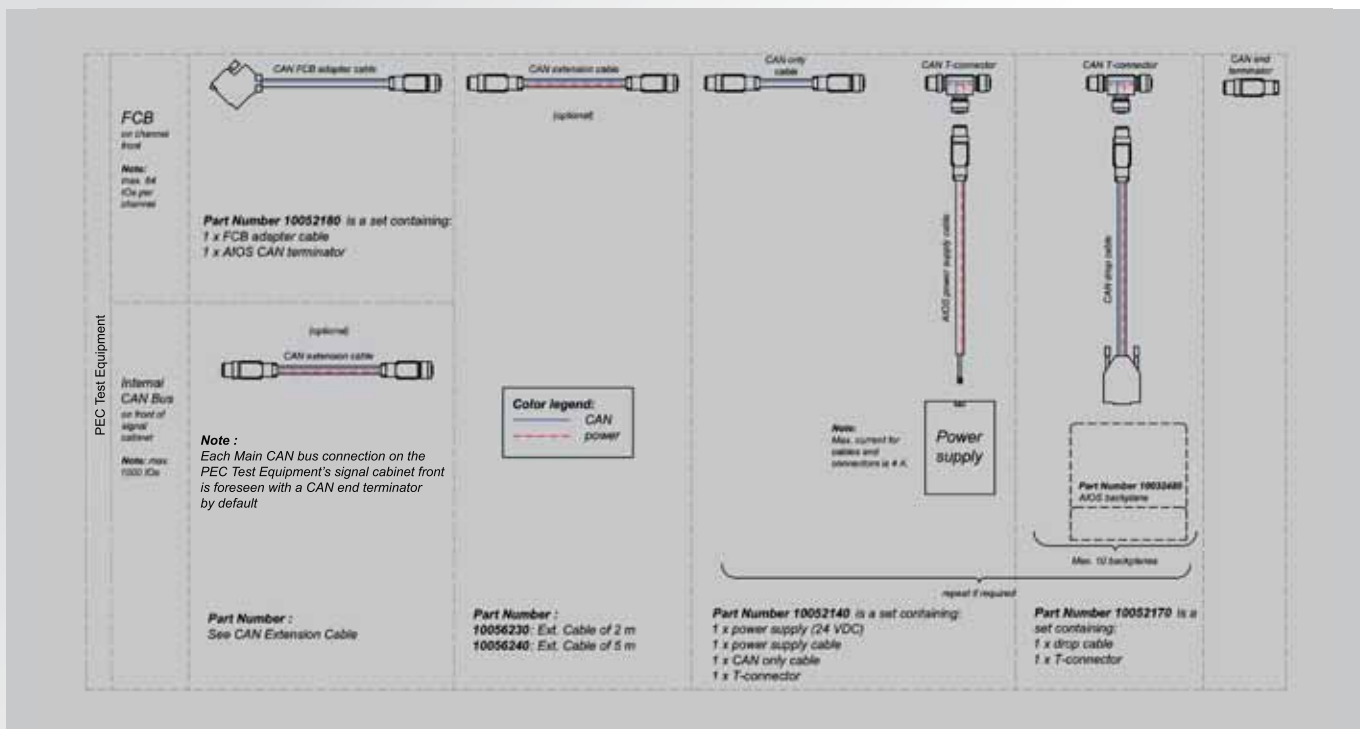 PEC Test Equipment
FCB
on channel
front
Note:
max. 64
IOs per
channel
CAN FCB adapter cable
Part Number 10052180 is a set containing:
1 x FCB adapter cable
1 x AIOS CAN terminator
Internal
CAN Bus
on front of
signal
cabinet
Note: max.
1000 IOs
(optional)
CAN extension cable
Note :
Each Main CAN bus connection on the
PEC Test Equipment's signal cabinet front
is foreseen with a CAN end terminator
by default
Part Number :
See CAN Extension Cable
CAN extension cable
(optional)
Color legend:
CAN
power
Part Number :
10056230: Ext. Cable of 2 m
10056240: Ext. Cable of 5 m
CAN only
cable
CAN T-connector
AIOS power supply cable
Note:
Max. current for
cables and
connectors is 4 A.
Power
supply
repeat if required
Part Number 10052140 is a set containing:
1 x power supply (24 VDC)
1 x power supply cable
1 x CAN only cable
1 x T-connector
CAN T-connector
CAN drop cable
Part Number 10032480
AIOS backplane
Max. 10 backplanes
Part Number 10052170 is a
set containing:
1 x drop cable
1 x T-connector
CAN end
terminator